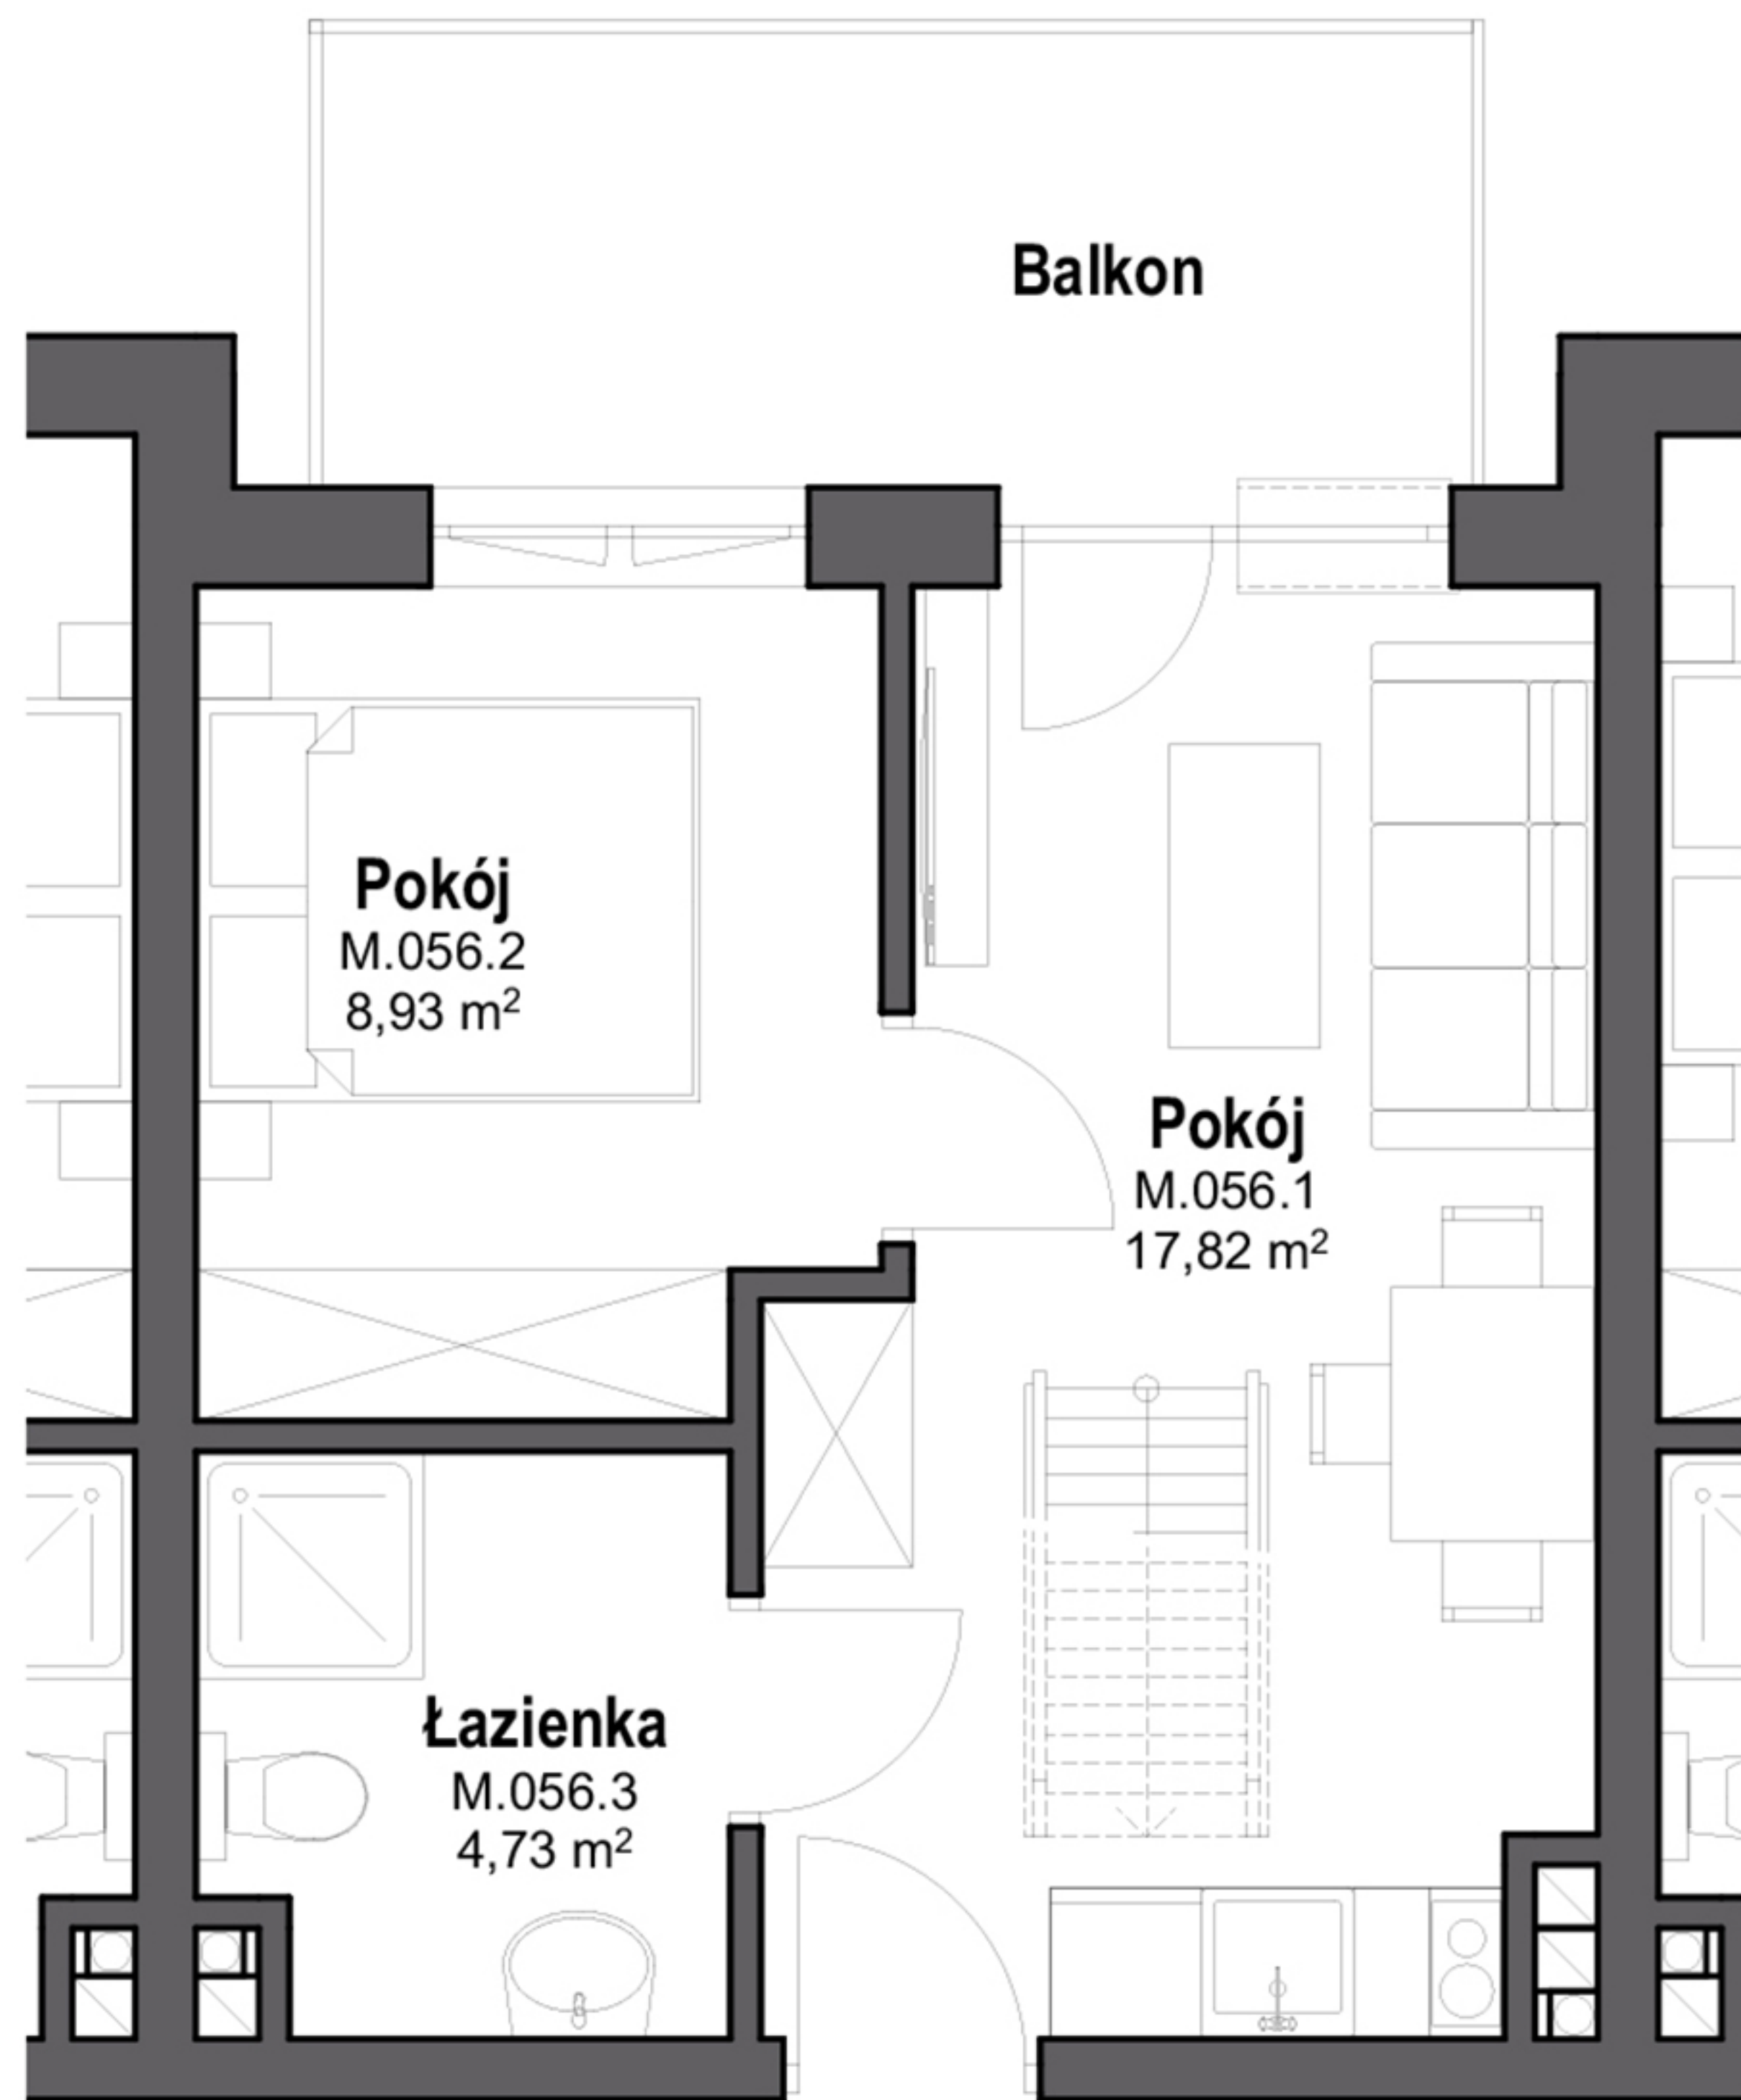 Balkon
Pokój
M.056.2
8,93 m²
Pokój
M.056.1
17,82 m²
Łazienka
M.056.3
4,73 m²